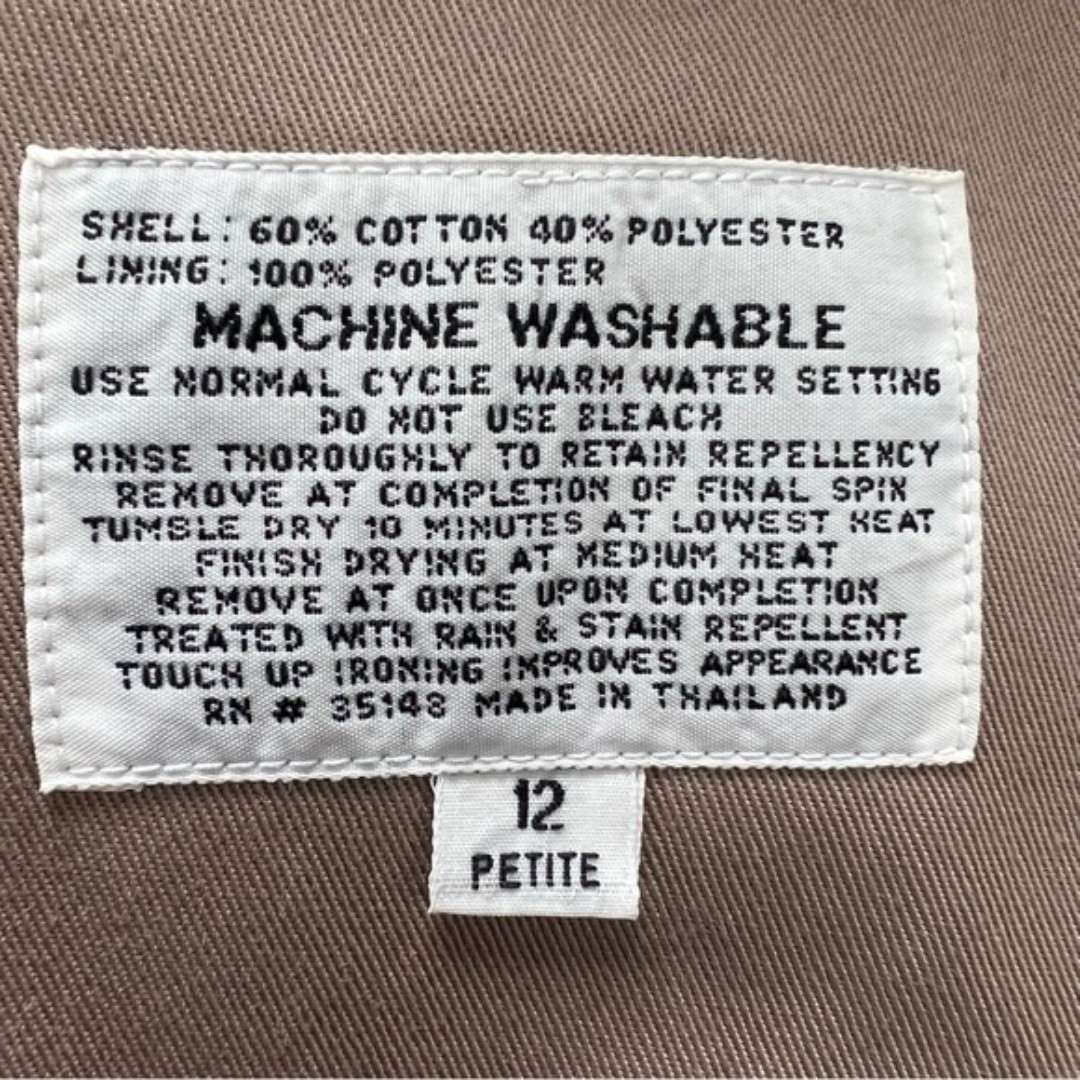 SHELL: 60% COTTON 40% POLYESTER
LINING: 100% POLYESTER
MACHINE WASHABLE
USE NORMAL CYCLE WARM WATER SETTING
DO NOT USE BLEACH
RINSE THOROUGHLY TO RETAIN REPELLENCY
REMOVE AT COMPLETION OF FINAL SPIN
TUMBLE DRY 10 MINUTES AT LOWEST HEAT
FINISH DRYING AT MEDIUM HEAT
REMOVE AT ONCE UPON COMPLETION
TREATED WITH RAIN & STAIN REPELLENT
TOUCH UP IRONING IMPROVES APPEARANCE
RN # 35148 MADE IN THAILAND
12
PETITE